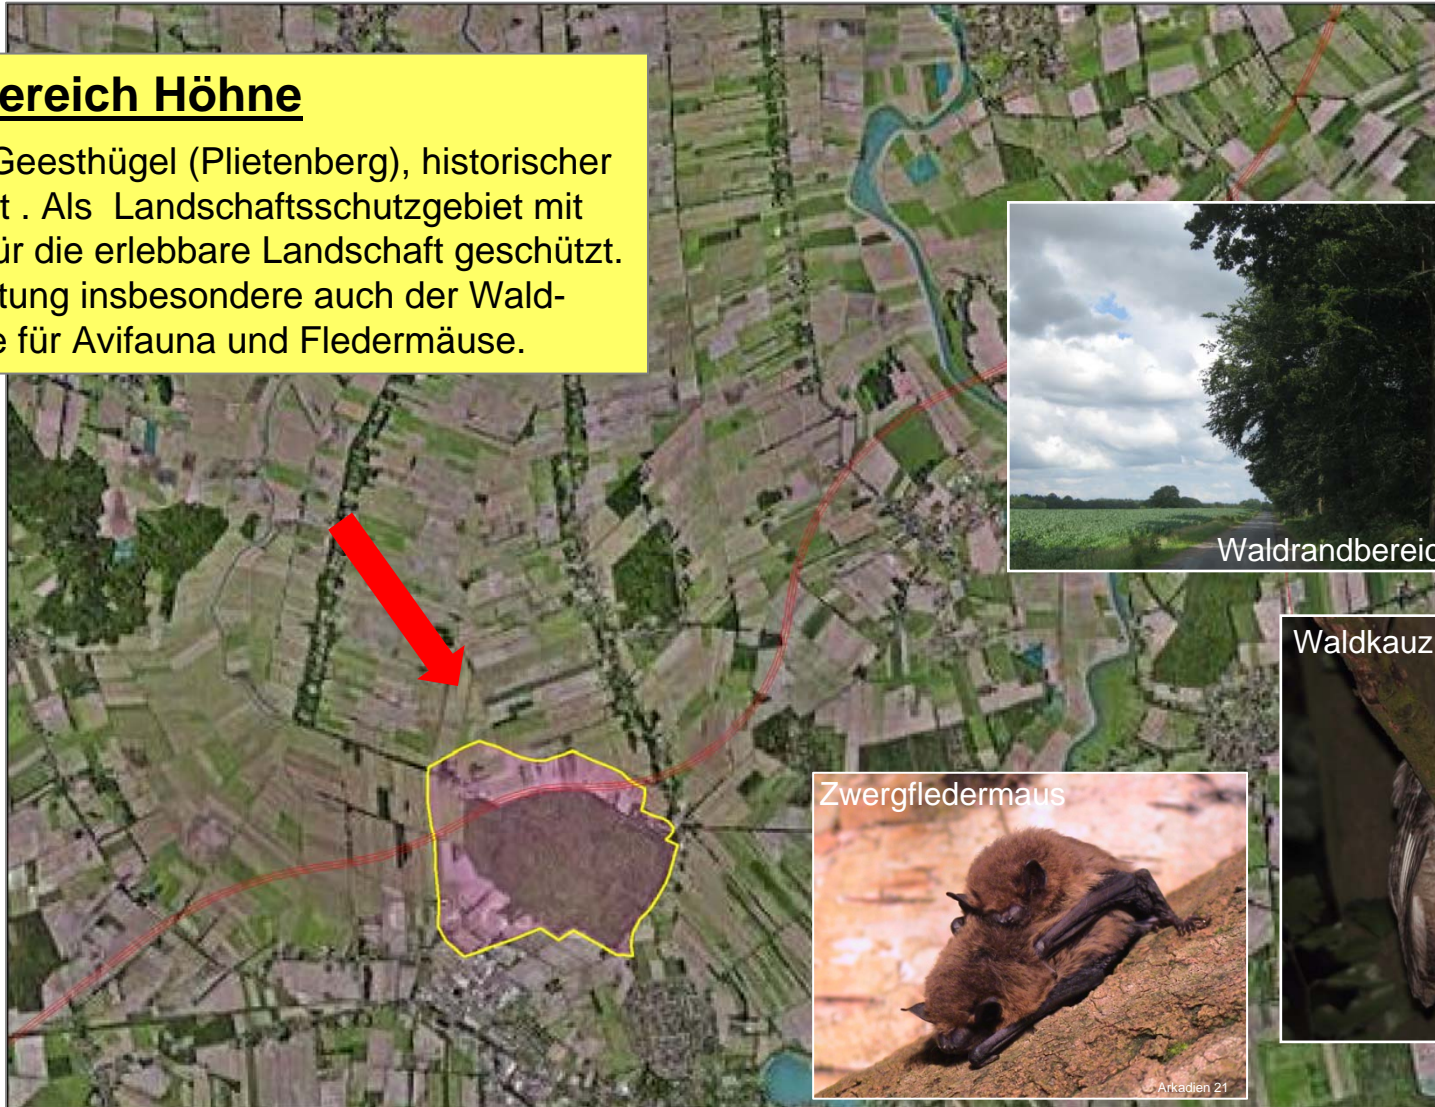 ereich Höhne
Geesthügel (Plietenberg), historischer
t . Als Landschaftsschutzgebiet mit
ür die erlebbare Landschaft geschützt.
tung insbesondere auch der Wald-
e für Avifauna und Fledermäuse.
Waldrandbereic
Waldkauz
Zwergfledermaus
© Arkadien 21